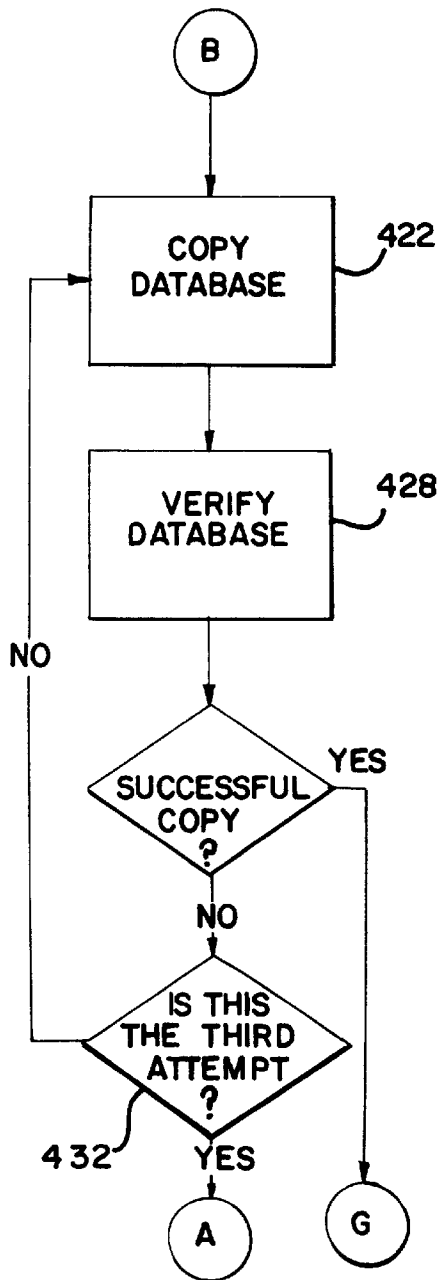 B
COPY
DATABASE
422
VERIFY
DATABASE
428
NO
SUCCESSFUL
COPY
?
YES
NO
IS THIS
THE THIRD
ATTEMPT
?
432
YES
A
G